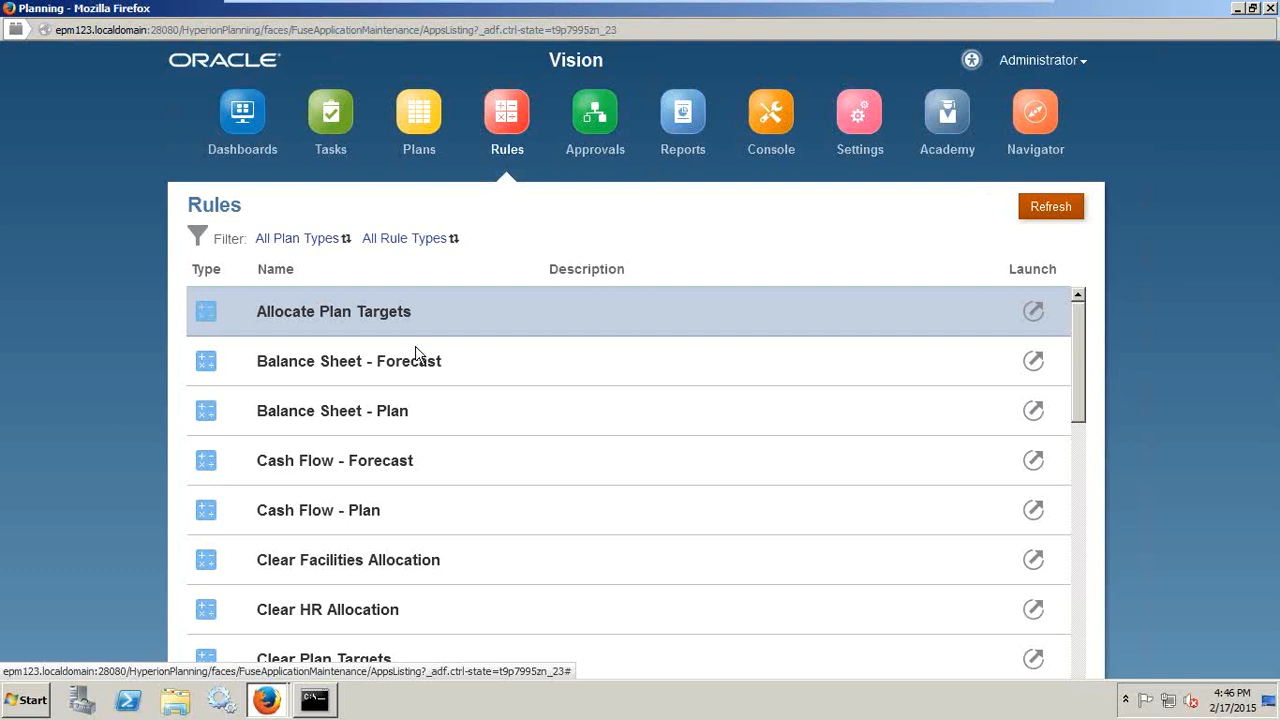 Planning - Mozilla Firefox
epm123.localdomain:28080/HyperionPlanning/faces/FuseApplicationMaintenance/AppsListing?_adf.ctrl-state=t9p7995zn_23
ORACLE
Vision
Administrator
Dashboards
Tasks
Plans
Rules
Approvals
Reports
Console
Settings
Academy
Navigator
Rules
Refresh
Filter: All Plan Types All Rule Types
Type Name Description Launch
Allocate Plan Targets
Balance Sheet - Forecast
Balance Sheet - Plan
Cash Flow - Forecast
Cash Flow - Plan
Clear Facilities Allocation
Clear HR Allocation
Clear Plan Targets
epm123.localdomain:28080/HyperionPlanning/faces/FuseApplicationMaintenance/AppsListing?_adf.ctrl-state=t9p7995zn_23#
Start
C:\
4:46 PM
2/17/2015